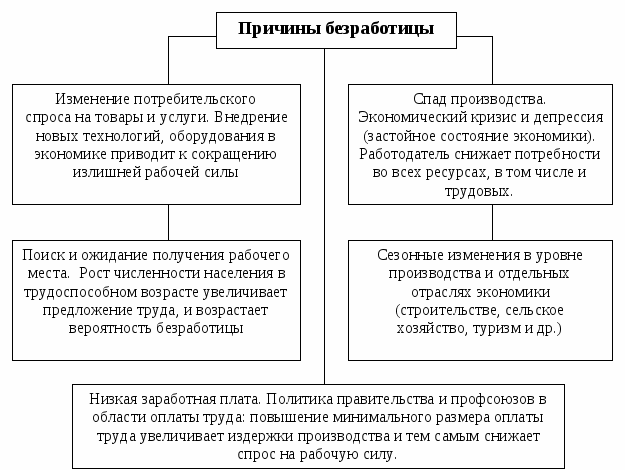 Причины безработицы
Изменение потребительского
спроса на товары и услуги. Внедрение
новых технологий, оборудования в
экономике приводит к сокращению
излишней рабочей силы
Спад производства.
Экономический кризис и депрессия
(застойное состояние экономики).
Работодатель снижает потребности
во всех ресурсах, в том числе и
трудовых.
Поиск и ожидание получения рабочего
места. Рост численности населения в
трудоспособном возрасте увеличивает
предложение труда, и возрастает
вероятность безработицы
Сезонные изменения в уровне
производства и отдельных
отраслях экономики
(строительстве, сельское
хозяйство, туризм и др.)
Низкая заработная плата. Политика правительства и профсоюзов в
области оплаты труда: повышение минимального размера оплаты
труда увеличивает издержки производства и тем самым снижает
спрос на рабочую силу.